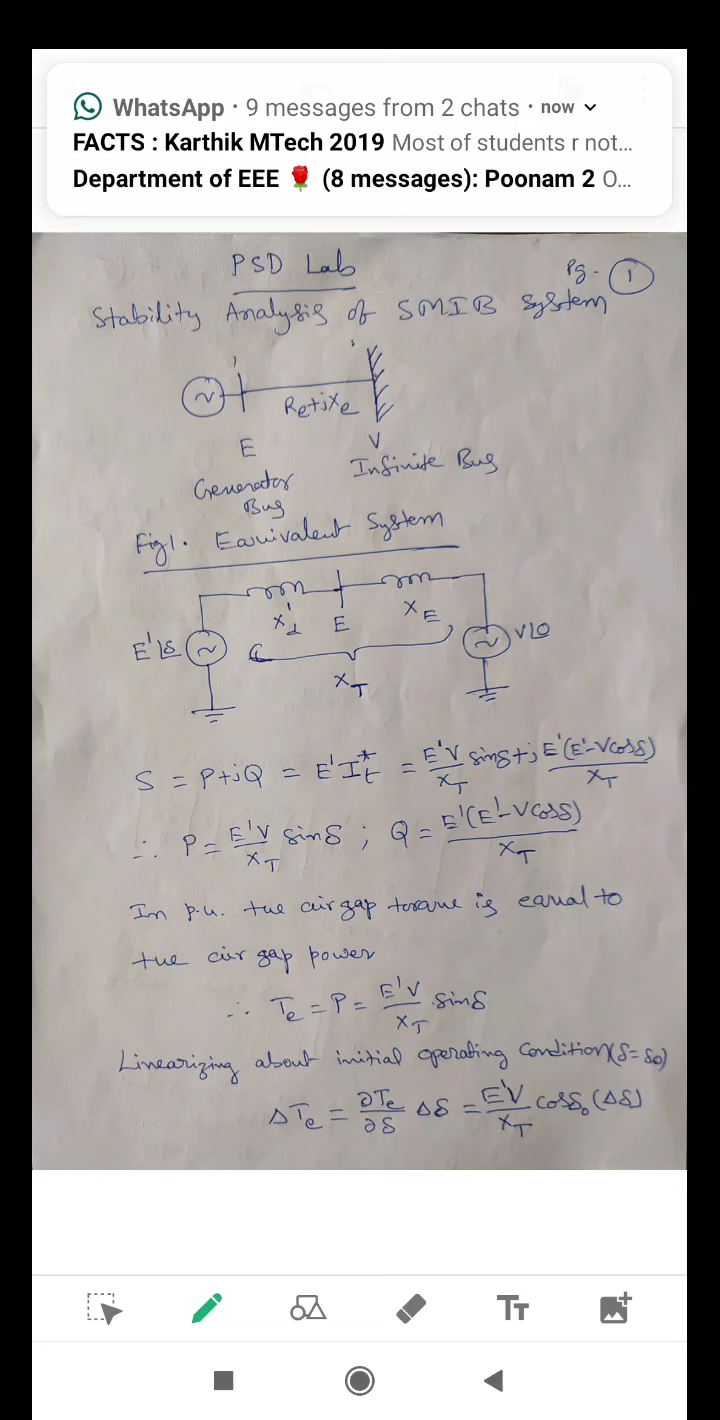 WhatsApp · 9 messages from 2 chats · now
FACTS : Karthik MTech 2019 Most of students r not...
Department of EEE 🌹 (8 messages): Poonam 2 O...
PSD Lab
Pg - 1
Stability Analysis of SMIB System
Re+jXe
E V
Generator Bus Infinite Bus
Fig1. Equivalent System
X'd E XE
E'∠δ V∠0
XT
S = P+jQ = E'It* = E'V/XT sinδ+j E'(E'-Vcosδ)/XT
∴ P = E'V/XT sinδ ; Q = E'(E'-Vcosδ)/XT
In p.u. the air gap torque is equal to
the air gap power
∴ Te = P = E'V/XT sinδ
Linearizing about initial operating condition(δ=δ0)
ΔTe = ∂Te/∂δ Δδ = E'V/XT cosδ0 (Δδ)
TT